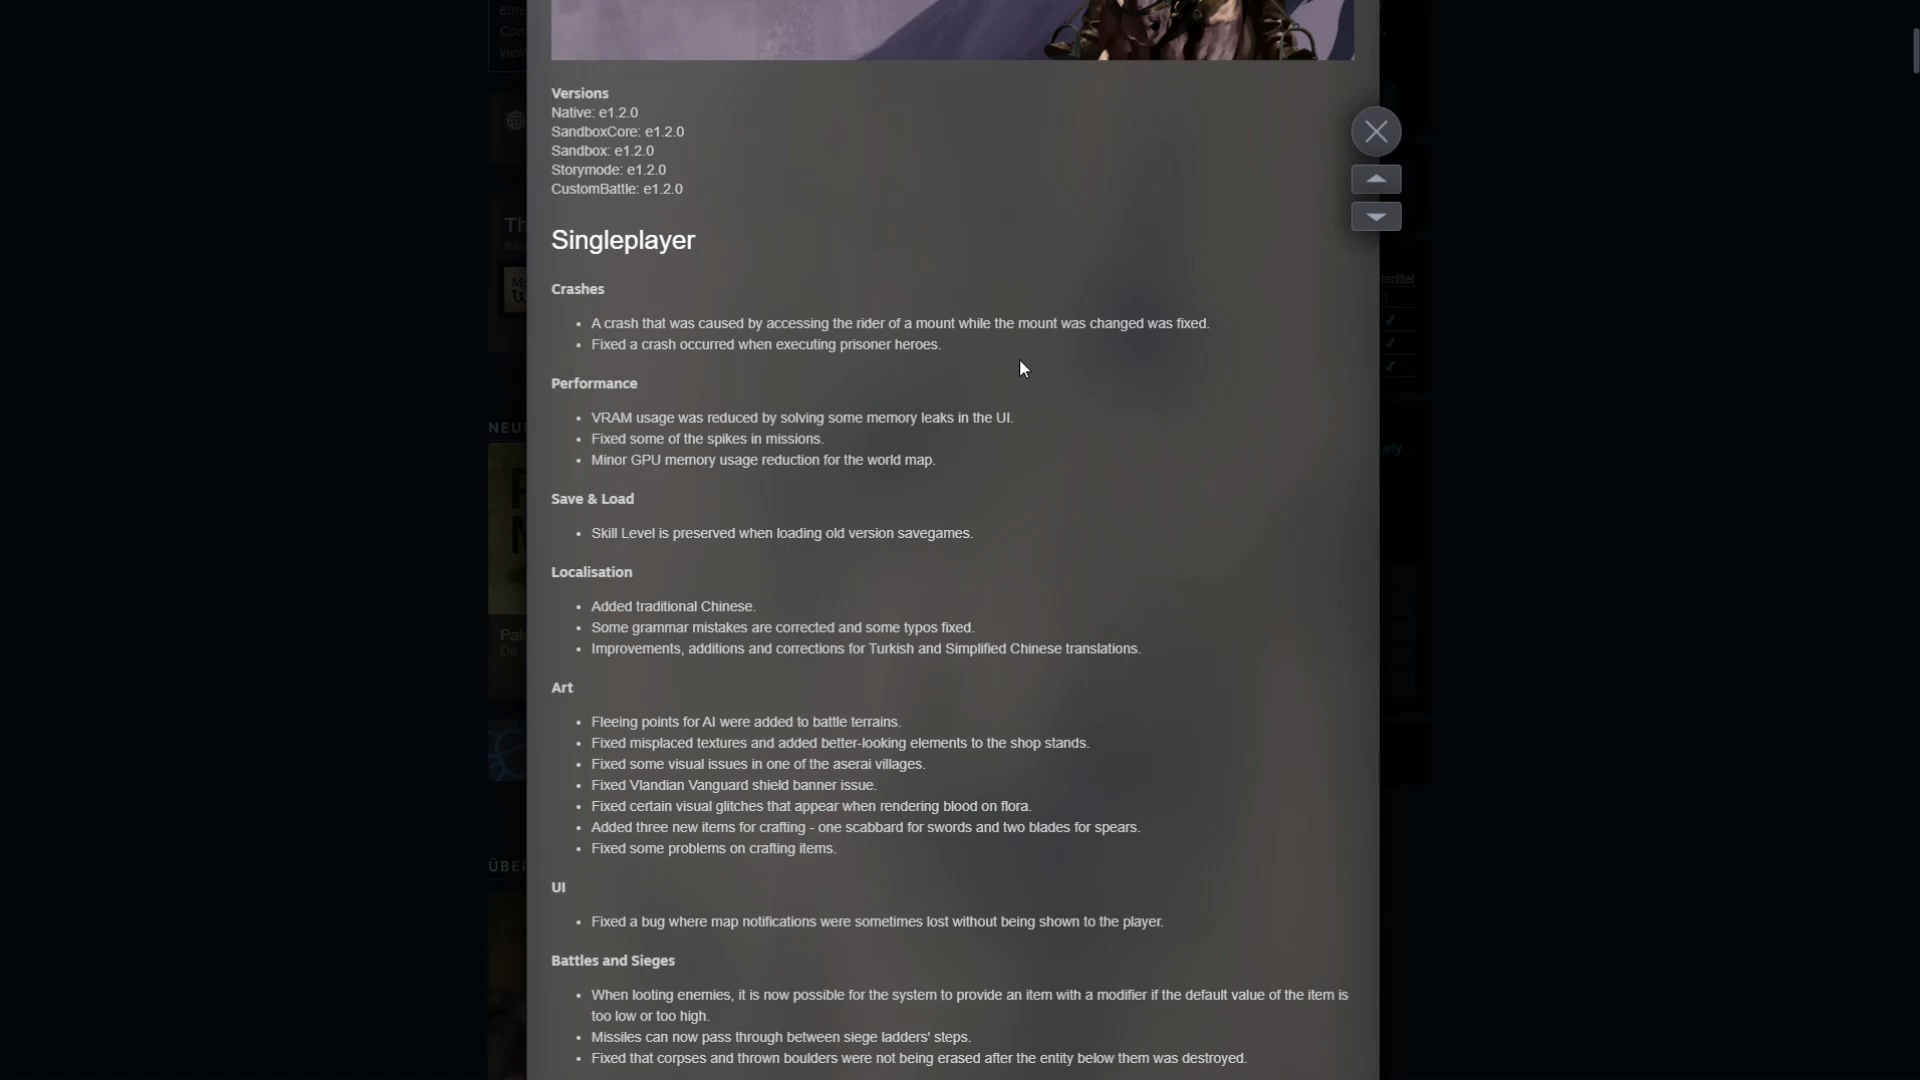 Versions
Native: e1.2.0
SandboxCore: e1.2.0
Sandbox: e1.2.0
Storymode: e1.2.0
CustomBattle: e1.2.0
Singleplayer
Crashes
• A crash that was caused by accessing the rider of a mount while the mount was changed was fixed.
• Fixed a crash occurred when executing prisoner heroes.
Performance
• VRAM usage was reduced by solving some memory leaks in the UI.
• Fixed some of the spikes in missions.
• Minor GPU memory usage reduction for the world map.
Save & Load
• Skill Level is preserved when loading old version savegames.
Localisation
• Added traditional Chinese.
• Some grammar mistakes are corrected and some typos fixed.
• Improvements, additions and corrections for Turkish and Simplified Chinese translations.
Art
• Fleeing points for AI were added to battle terrains.
• Fixed misplaced textures and added better-looking elements to the shop stands.
• Fixed some visual issues in one of the aserai villages.
• Fixed Vlandian Vanguard shield banner issue.
• Fixed certain visual glitches that appear when rendering blood on flora.
• Added three new items for crafting - one scabbard for swords and two blades for spears.
• Fixed some problems on crafting items.
UI
• Fixed a bug where map notifications were sometimes lost without being shown to the player.
Battles and Sieges
• When looting enemies, it is now possible for the system to provide an item with a modifier if the default value of the item is
too low or too high.
• Missiles can now pass through between siege ladders' steps.
• Fixed that corpses and thrown boulders were not being erased after the entity below them was destroyed.